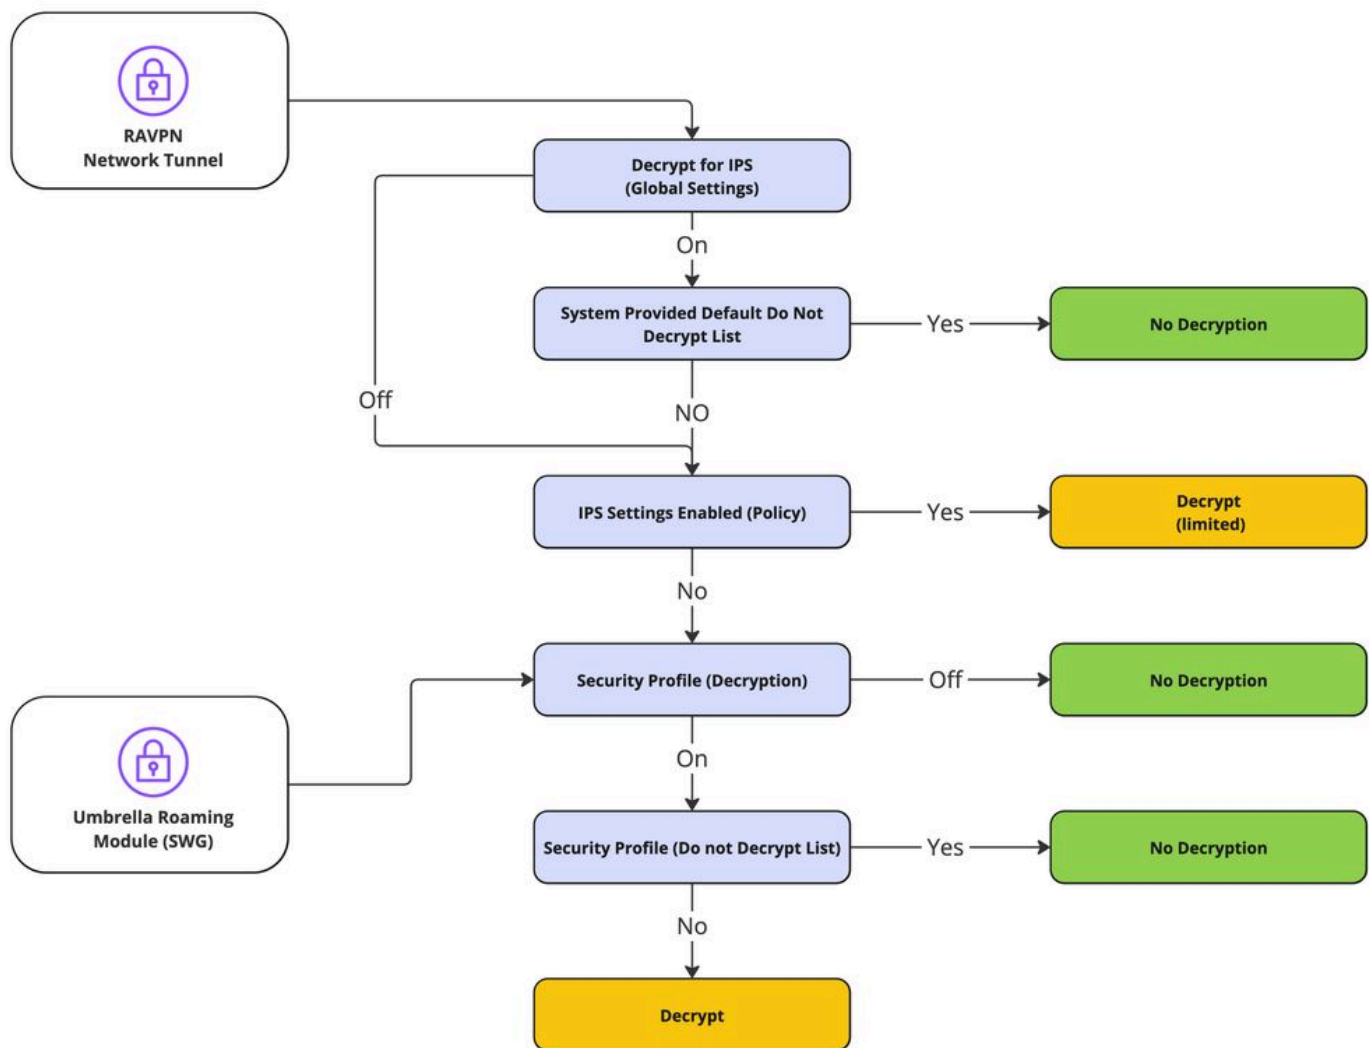 RAVPN
Network Tunnel
Decrypt for IPS
(Global Settings)
On
System Provided Default Do Not
Decrypt List
Yes
No Decryption
Off
NO
IPS Settings Enabled (Policy)
Yes
Decrypt
(limited)
No
Security Profile (Decryption)
Off
No Decryption
On
Umbrella Roaming
Module (SWG)
Security Profile (Do not Decrypt List)
Yes
No Decryption
No
Decrypt